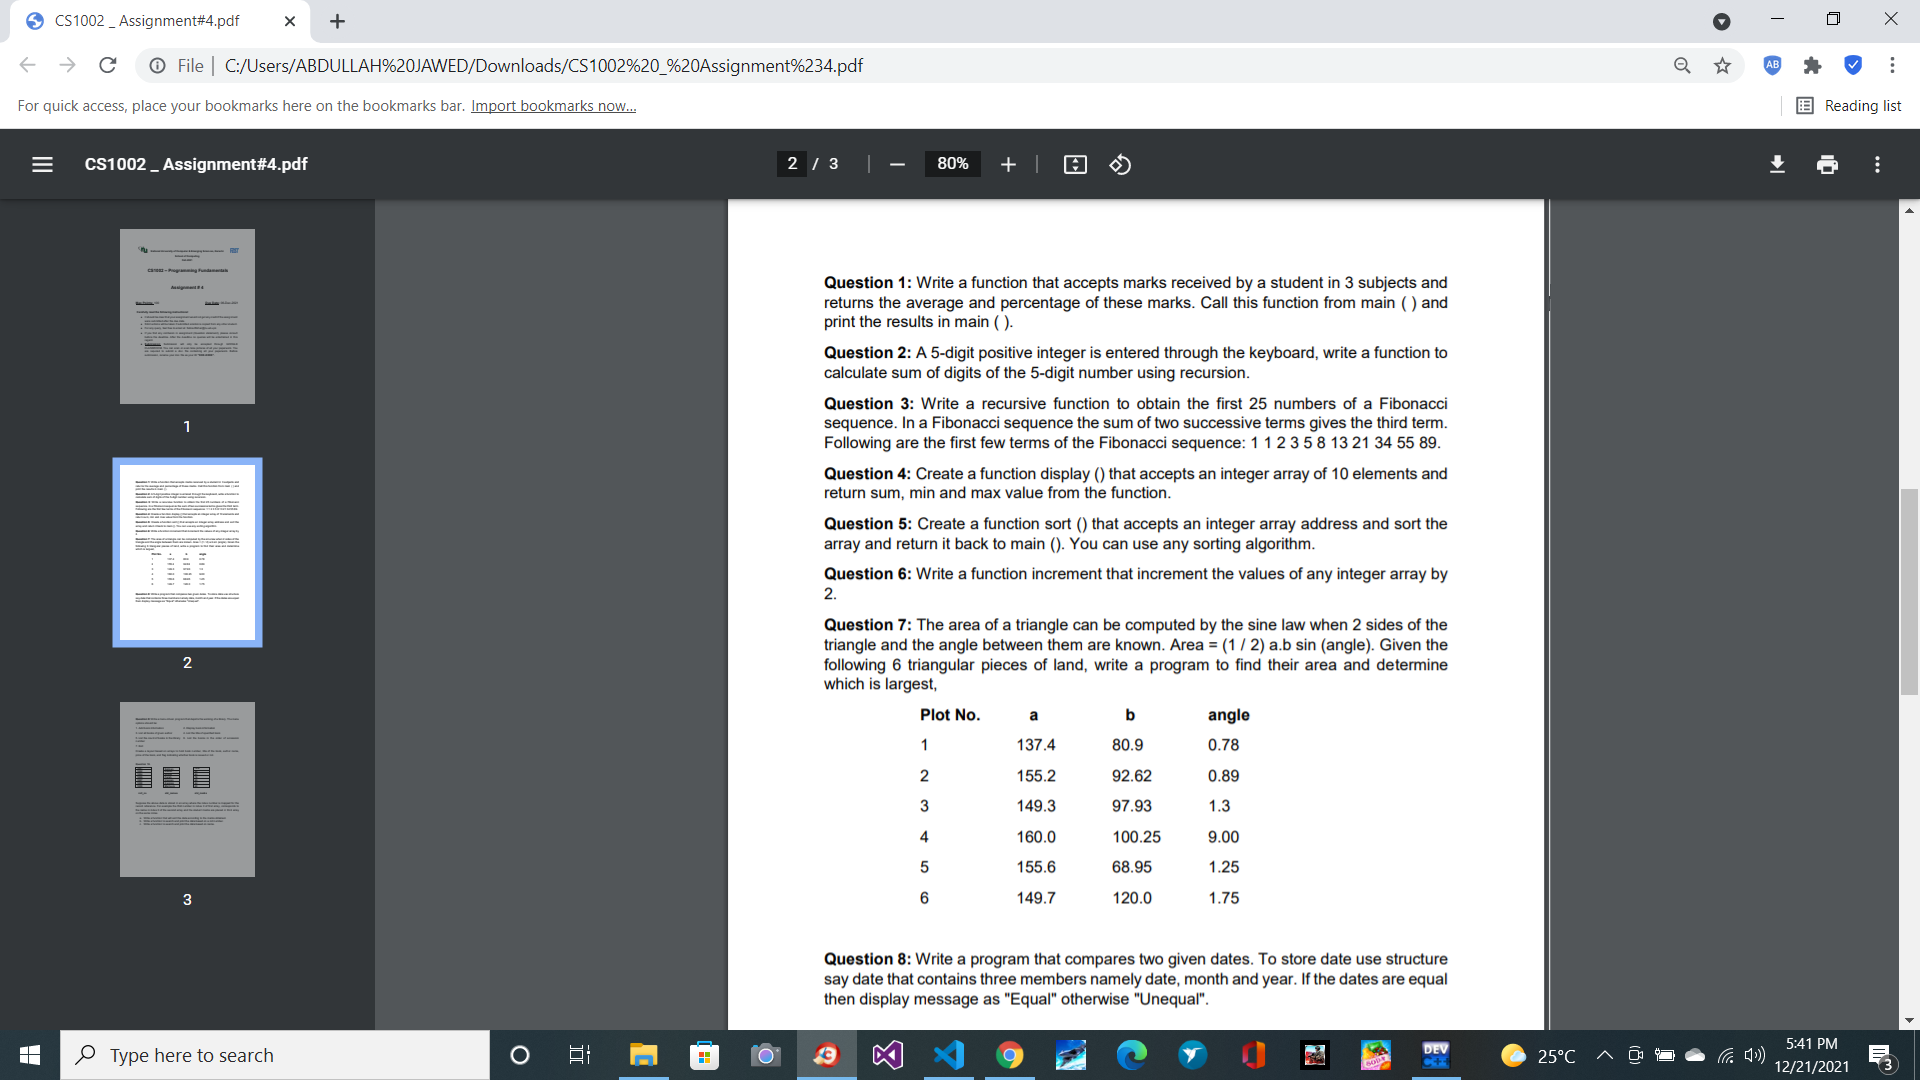 CS1002 _ Assignment#4.pdf
File | C:/Users/ABDULLAH%20JAWED/Downloads/CS1002%20_%20Assignment%234.pdf
AB
For quick access, place your bookmarks here on the bookmarks bar. Import bookmarks now...
Reading list
CS1002 _ Assignment#4.pdf
2 / 3
80%
CS1002 – Programming Fundamentals
Assignment # 4
1
2
3
Question 1: Write a function that accepts marks received by a student in 3 subjects and
returns the average and percentage of these marks. Call this function from main ( ) and
print the results in main ( ).
Question 2: A 5-digit positive integer is entered through the keyboard, write a function to
calculate sum of digits of the 5-digit number using recursion.
Question 3: Write a recursive function to obtain the first 25 numbers of a Fibonacci
sequence. In a Fibonacci sequence the sum of two successive terms gives the third term.
Following are the first few terms of the Fibonacci sequence: 1 1 2 3 5 8 13 21 34 55 89.
Question 4: Create a function display () that accepts an integer array of 10 elements and
return sum, min and max value from the function.
Question 5: Create a function sort () that accepts an integer array address and sort the
array and return it back to main (). You can use any sorting algorithm.
Question 6: Write a function increment that increment the values of any integer array by
2.
Question 7: The area of a triangle can be computed by the sine law when 2 sides of the
triangle and the angle between them are known. Area = (1 / 2) a.b sin (angle). Given the
following 6 triangular pieces of land, write a program to find their area and determine
which is largest,
Plot No. a b angle
1 137.4 80.9 0.78
2 155.2 92.62 0.89
3 149.3 97.93 1.3
4 160.0 100.25 9.00
5 155.6 68.95 1.25
6 149.7 120.0 1.75
Question 8: Write a program that compares two given dates. To store date use structure
say date that contains three members namely date, month and year. If the dates are equal
then display message as "Equal" otherwise "Unequal".
Type here to search
DEV
25°C
5:41 PM
12/21/2021
3